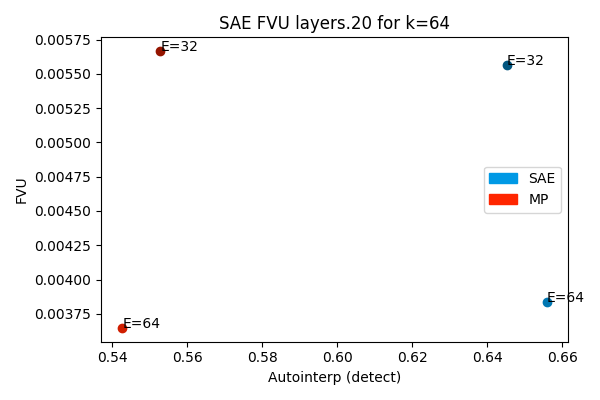 SAE FVU layers.20 for k=64
0.00575
E=32
E=32
0.00550
0.00525
0.00500
0.00475
SAE
FVU
MP
0.00450
0.00425
0.00400
E=64
0.00375
E=64
0.54 0.56 0.58 0.60 0.62 0.64 0.66
Autointerp (detect)